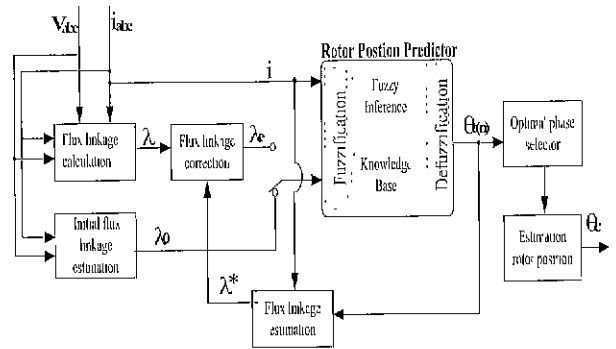 Vabc
iabc
Rotor Postion Predictor
i
Fuzzification
Fuzzy
Inference
Knowledge
Base
Defuzzification
θt(n)
Optimal phase
selector
Flux linkage
calculation
λ
Flux linkage
correction
λc
Initial flux
linkage
estimation
λ0
λ*
Flux linkage
estimation
Estimation
rotor position